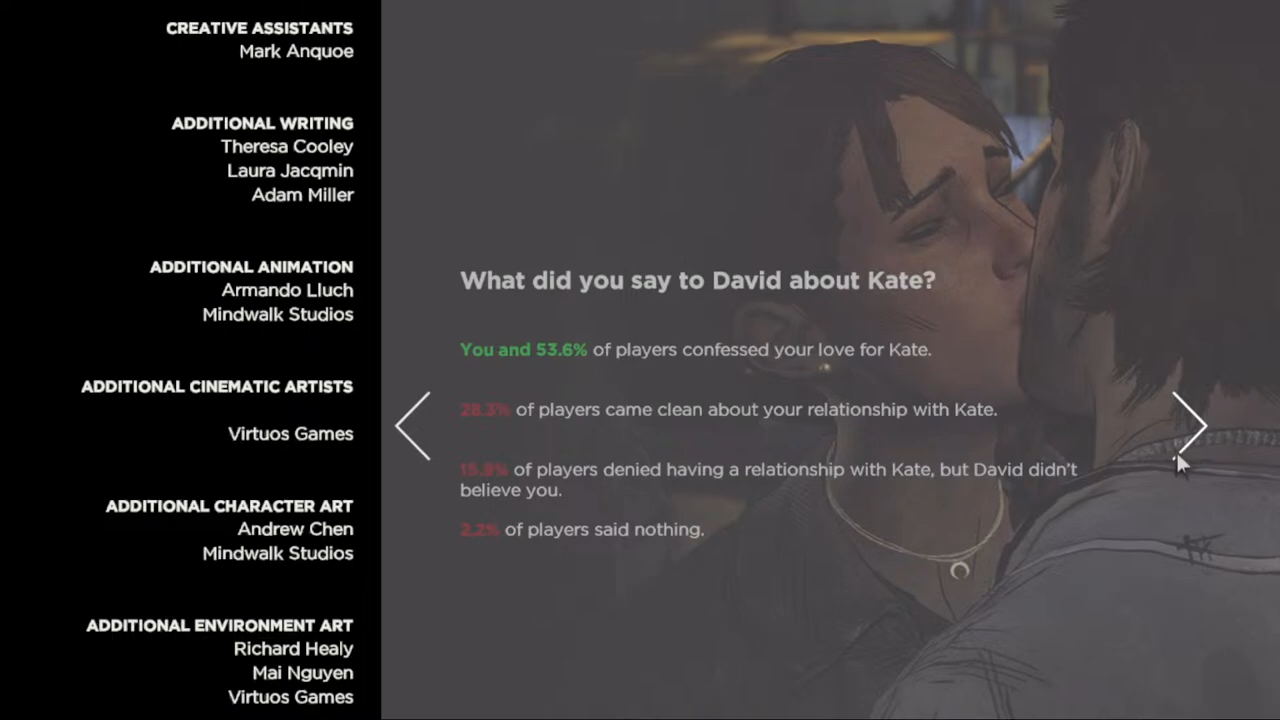 CREATIVE ASSISTANTS
Mark Anquoe
ADDITIONAL WRITING
Theresa Cooley
Laura Jacqmin
Adam Miller
ADDITIONAL ANIMATION
Armando Lluch
Mindwalk Studios
ADDITIONAL CINEMATIC ARTISTS
Virtuos Games
ADDITIONAL CHARACTER ART
Andrew Chen
Mindwalk Studios
ADDITIONAL ENVIRONMENT ART
Richard Healy
Mai Nguyen
Virtuos Games
What did you say to David about Kate?
You and 53.6% of players confessed your love for Kate.
28.3% of players came clean about your relationship with Kate.
of players denied having a relationship with Kate, but David didn't
believe you.
2.2% of players said nothing.